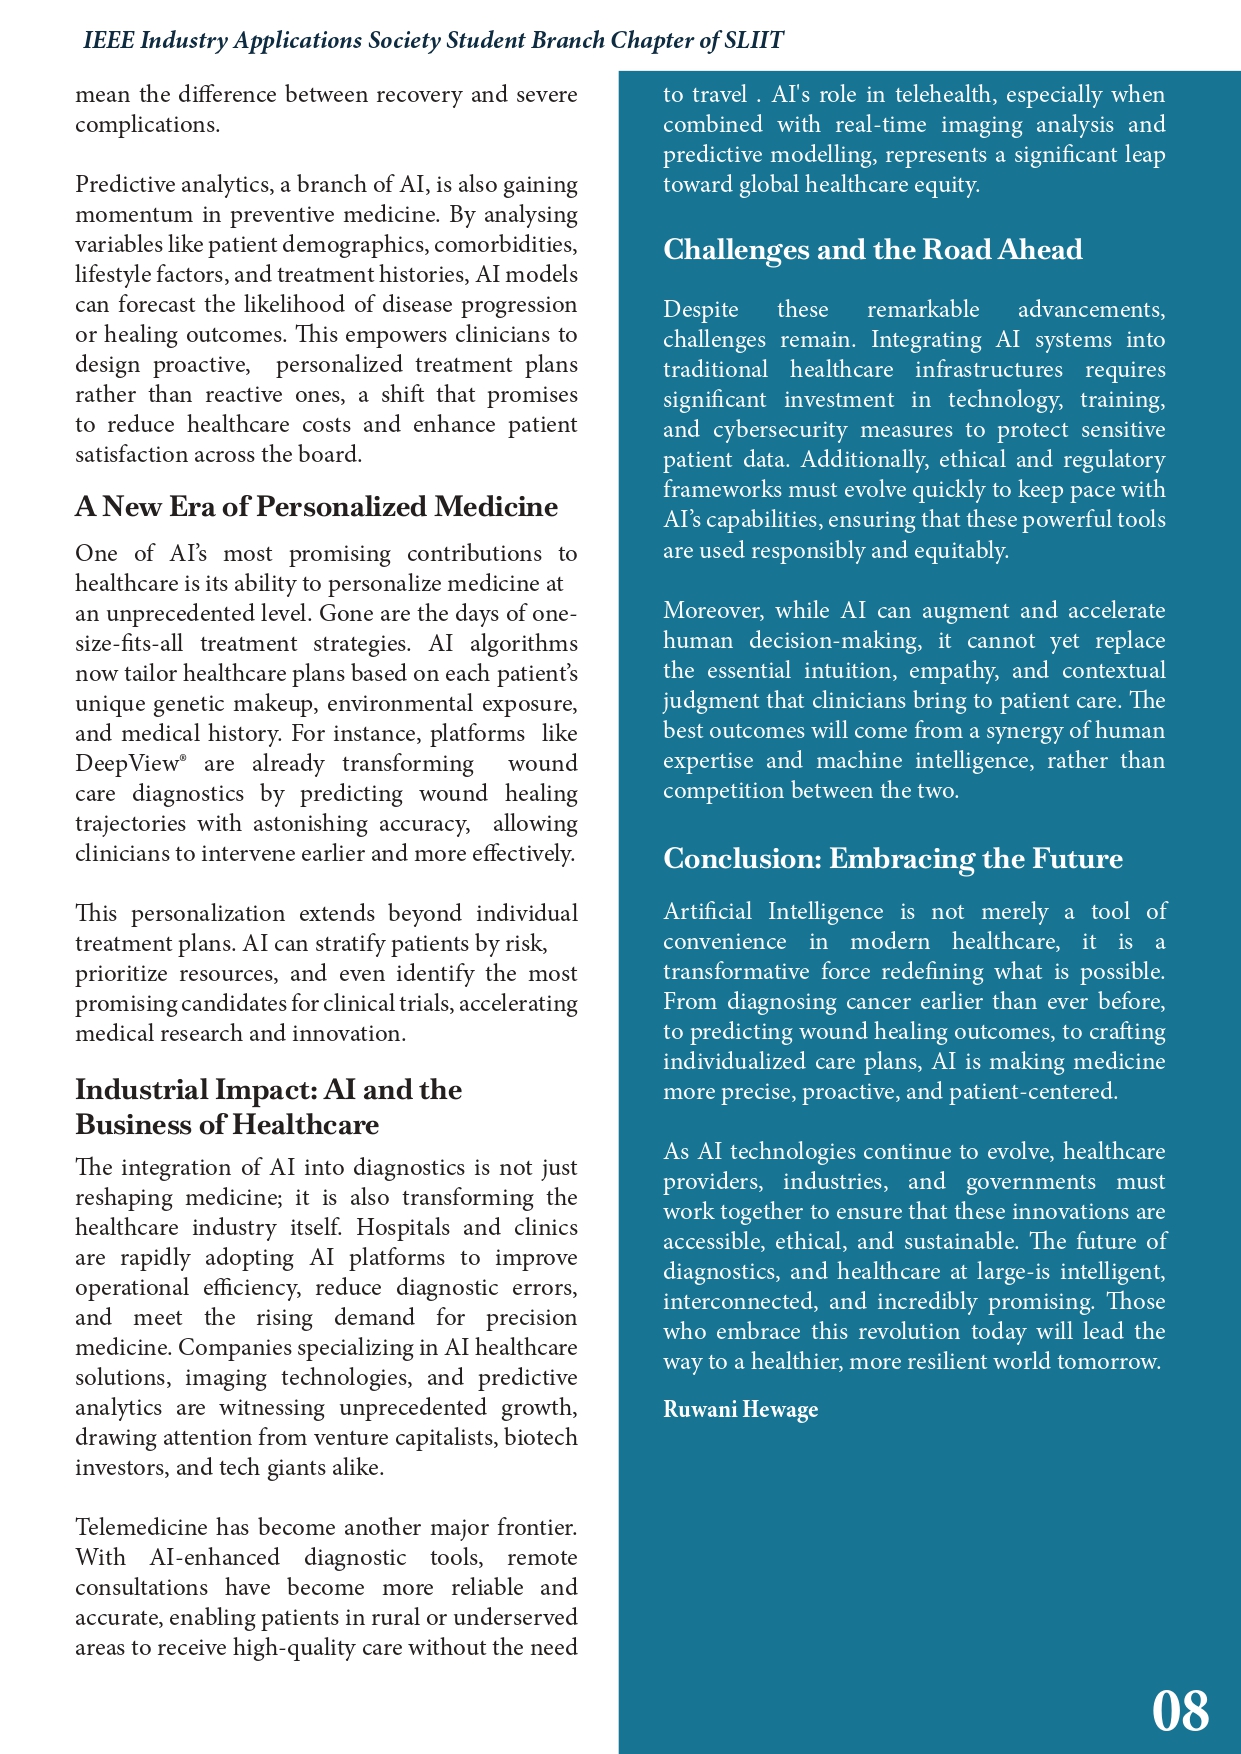 IEEE Industry Applications Society Student Branch Chapter of SLIIT
mean the difference between recovery and severe
complications.
Predictive analytics, a branch of AI, is also gaining
momentum in preventive medicine. By analysing
variables like patient demographics, comorbidities,
lifestyle factors, and treatment histories, AI models
can forecast the likelihood of disease progression
or healing outcomes. This empowers clinicians to
design proactive, personalized treatment plans
rather than reactive ones, a shift that promises
to reduce healthcare costs and enhance patient
satisfaction across the board.
A New Era of Personalized Medicine
One of AI’s most promising contributions to
healthcare is its ability to personalize medicine at
an unprecedented level. Gone are the days of one-
size-fits-all treatment strategies. AI algorithms
now tailor healthcare plans based on each patient’s
unique genetic makeup, environmental exposure,
and medical history. For instance, platforms like
DeepView® are already transforming wound
care diagnostics by predicting wound healing
trajectories with astonishing accuracy, allowing
clinicians to intervene earlier and more effectively.
This personalization extends beyond individual
treatment plans. AI can stratify patients by risk,
prioritize resources, and even identify the most
promising candidates for clinical trials, accelerating
medical research and innovation.
Industrial Impact: AI and the
Business of Healthcare
The integration of AI into diagnostics is not just
reshaping medicine; it is also transforming the
healthcare industry itself. Hospitals and clinics
are rapidly adopting AI platforms to improve
operational efficiency, reduce diagnostic errors,
and meet the rising demand for precision
medicine. Companies specializing in AI healthcare
solutions, imaging technologies, and predictive
analytics are witnessing unprecedented growth,
drawing attention from venture capitalists, biotech
investors, and tech giants alike.
Telemedicine has become another major frontier.
With AI-enhanced diagnostic tools, remote
consultations have become more reliable and
accurate, enabling patients in rural or underserved
areas to receive high-quality care without the need
to travel . AI's role in telehealth, especially when
combined with real-time imaging analysis and
predictive modelling, represents a significant leap
toward global healthcare equity.
Challenges and the Road Ahead
Despite these remarkable advancements,
challenges remain. Integrating AI systems into
traditional healthcare infrastructures requires
significant investment in technology, training,
and cybersecurity measures to protect sensitive
patient data. Additionally, ethical and regulatory
frameworks must evolve quickly to keep pace with
AI’s capabilities, ensuring that these powerful tools
are used responsibly and equitably.
Moreover, while AI can augment and accelerate
human decision-making, it cannot yet replace
the essential intuition, empathy, and contextual
judgment that clinicians bring to patient care. The
best outcomes will come from a synergy of human
expertise and machine intelligence, rather than
competition between the two.
Conclusion: Embracing the Future
Artificial Intelligence is not merely a tool of
convenience in modern healthcare, it is a
transformative force redefining what is possible.
From diagnosing cancer earlier than ever before,
to predicting wound healing outcomes, to crafting
individualized care plans, AI is making medicine
more precise, proactive, and patient-centered.
As AI technologies continue to evolve, healthcare
providers, industries, and governments must
work together to ensure that these innovations are
accessible, ethical, and sustainable. The future of
diagnostics, and healthcare at large-is intelligent,
interconnected, and incredibly promising. Those
who embrace this revolution today will lead the
way to a healthier, more resilient world tomorrow.
Ruwani Hewage
08